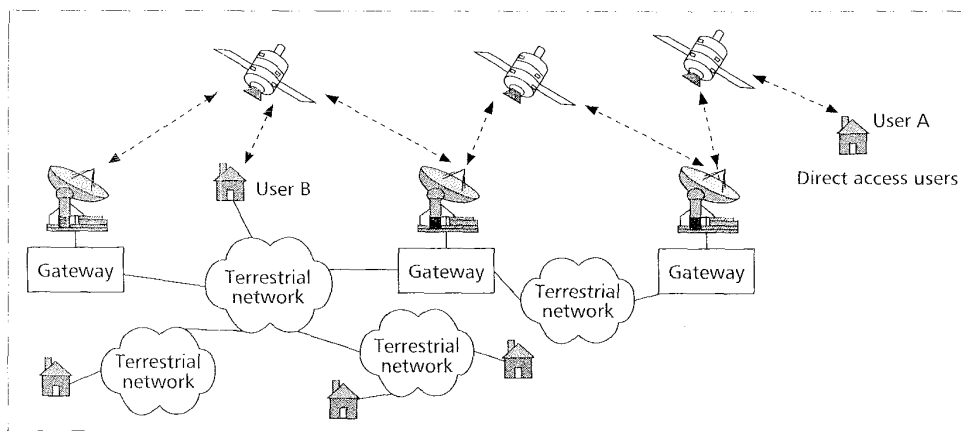 User A
User B
Direct access users
Gateway
Terrestrial
network
Gateway
Terrestrial
network
Gateway
Terrestrial
network
Terrestrial
network